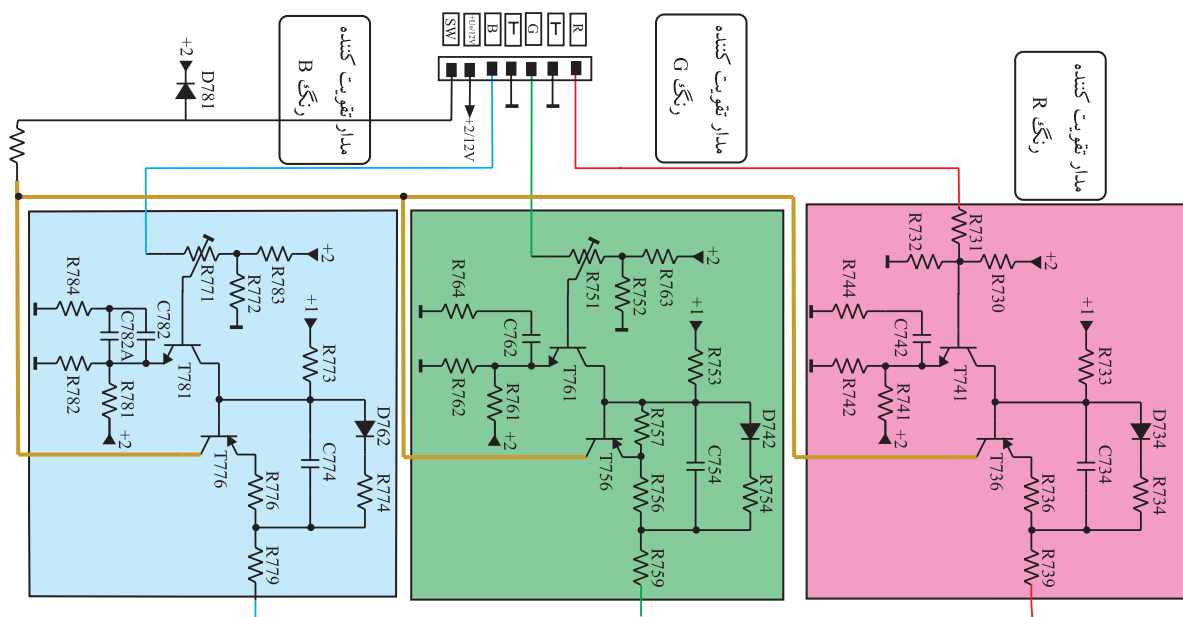 SW
+U₈/12V
B
T
G
T
R
مدار تقویت کننده
رنگ B
مدار تقویت کننده
رنگ G
مدار تقویت کننده
رنگ R
+2
D781
+2/12V
R784
C782
C782A
R782
R781
+2
T781
R771
R772
R783
+2
+1
R773
D762
T776
R776
C774
R774
R779
R764
C762
R762
R761
+2
T761
R751
R752
R763
+2
+1
R753
D742
R757
T756
R756
C754
R754
R759
R732
R731
R730
+2
R744
C742
R742
R741
+2
T741
+1
R733
D734
T736
R736
C734
R734
R739